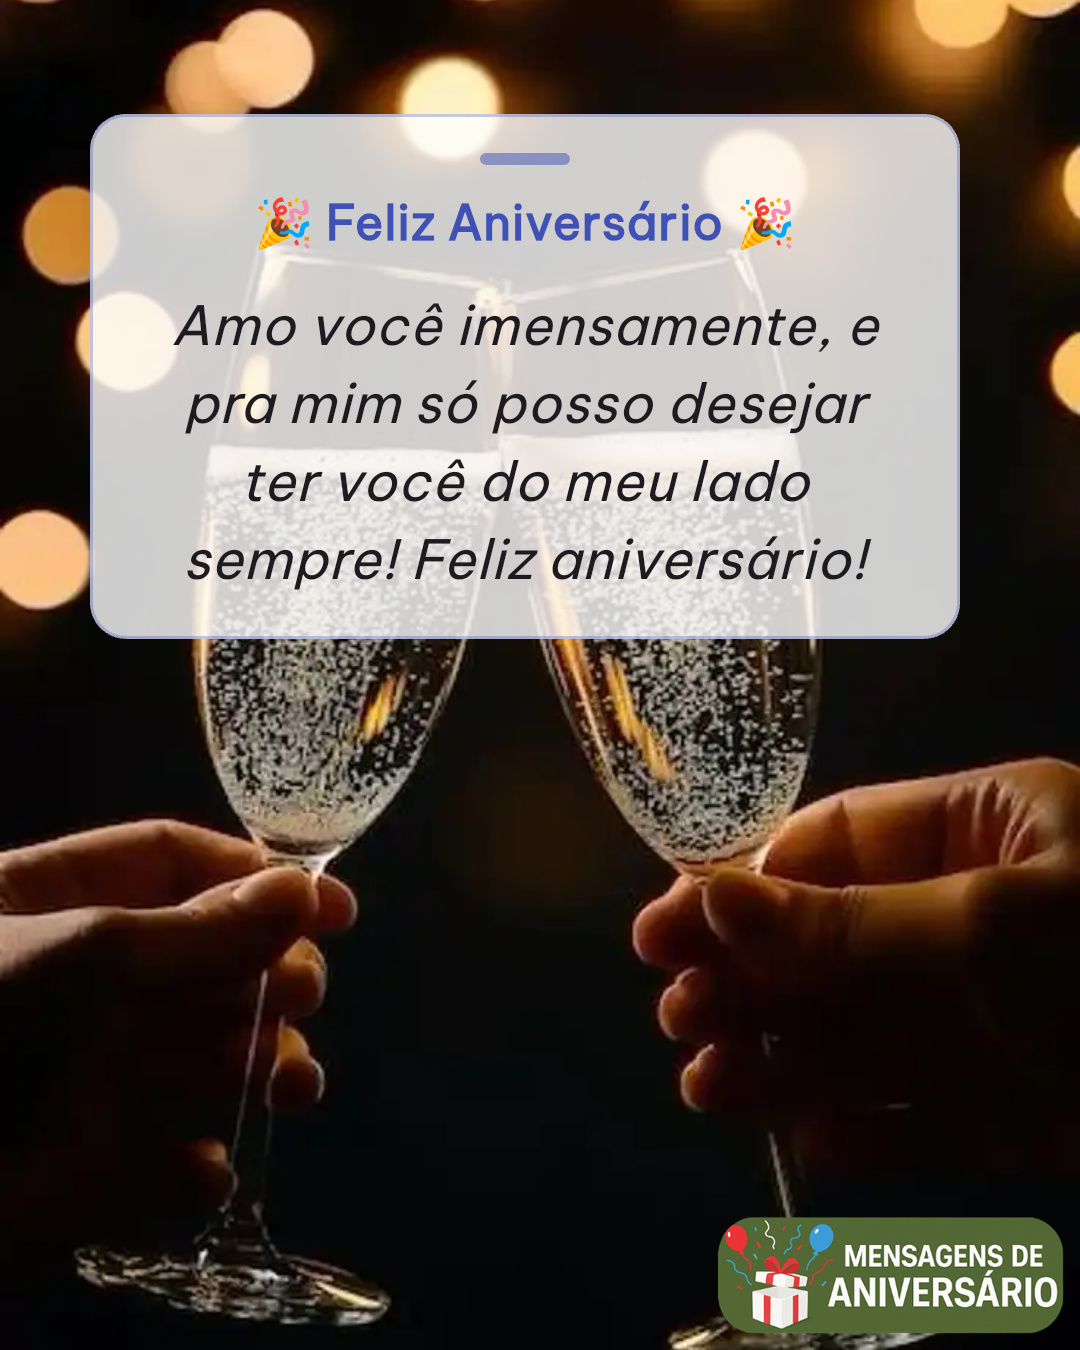 🎉 Feliz Aniversário 🎉
Amo você imensamente, e
pra mim só posso desejar
ter você do meu lado
sempre! Feliz aniversário!
MENSAGENS DE
ANIVERSÁRIO